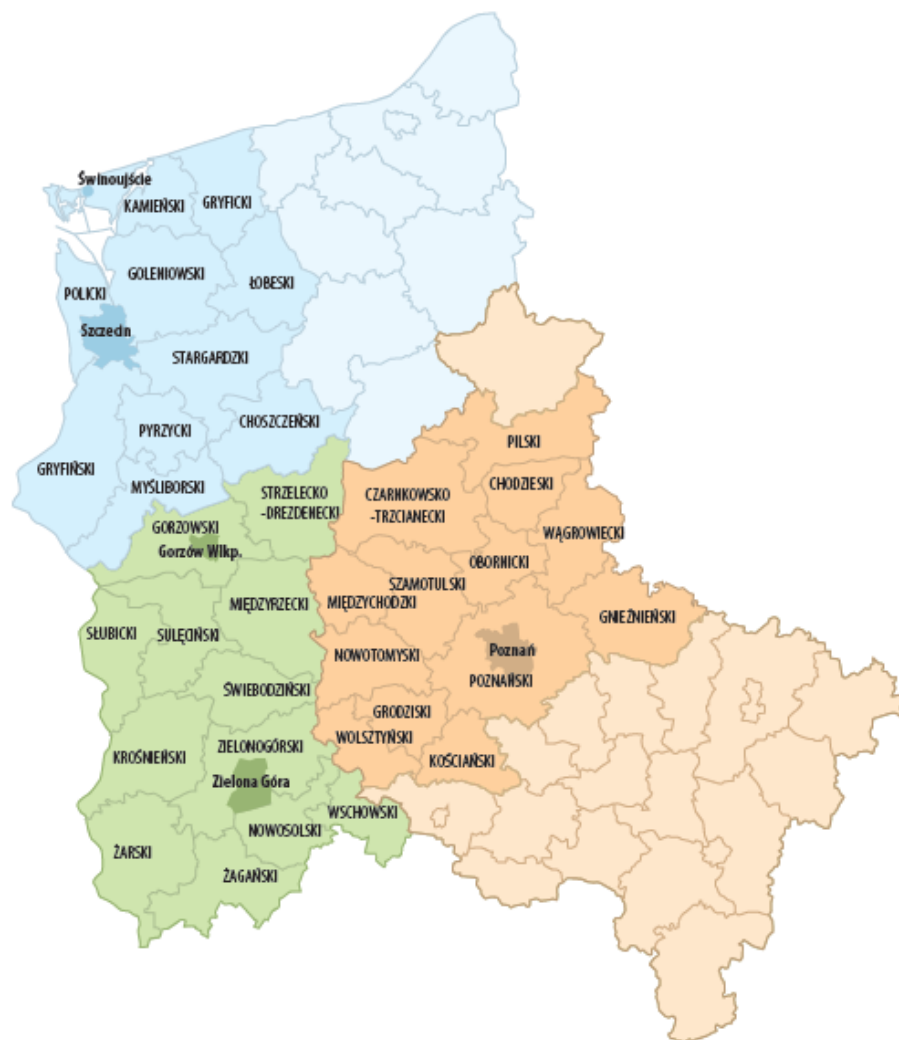 Świnoujście
KAMIEŃSKI
GRYFICKI
GOLENIOWSKI
ŁOBESKI
POLICKI
Szczecin
STARGARDZKI
CHOSZCZEŃSKI
PYRZYCKI
GRYFIŃSKI
MYŚLIBORSKI
STRZELECKO
-DREZDENECKI
GORZOWSKI
Gorzów Wlkp.
MIĘDZYRZECKI
SŁUBICKI
SULĘCIŃSKI
ŚWIEBODZIŃSKI
KROŚNIEŃSKI
ZIELONOGÓRSKI
Zielona Góra
NOWOSOLSKI
WSCHOWSKI
ŻARSKI
ŻAGAŃSKI
PILSKI
CHODZIESKI
CZARNKOWSKO
-TRZCIANECKI
WĄGROWIECKI
OBORNICKI
SZAMOTULSKI
MIĘDZYCHODZKI
GNIEŹNIEŃSKI
NOWOTOMYSKI
Poznań
POZNAŃSKI
GRODZISKI
WOLSZTYŃSKI
KOŚCIAŃSKI